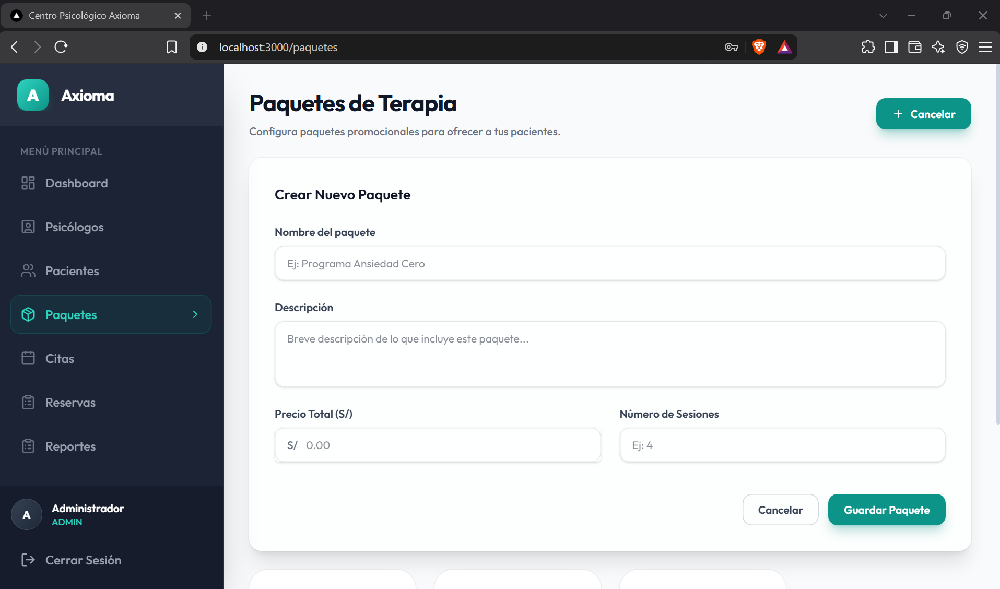 Centro Psicológico Axioma
localhost:3000/paquetes
A
Axioma
MENÚ PRINCIPAL
Dashboard
Psicólogos
Pacientes
Paquetes
Citas
Reservas
Reportes
A
Administrador
ADMIN
Cerrar Sesión
Paquetes de Terapia
Configura paquetes promocionales para ofrecer a tus pacientes.
+ Cancelar
Crear Nuevo Paquete
Nombre del paquete
Ej: Programa Ansiedad Cero
Descripción
Breve descripción de lo que incluye este paquete...
Precio Total (S/)
S/ 0.00
Número de Sesiones
Ej: 4
Cancelar
Guardar Paquete